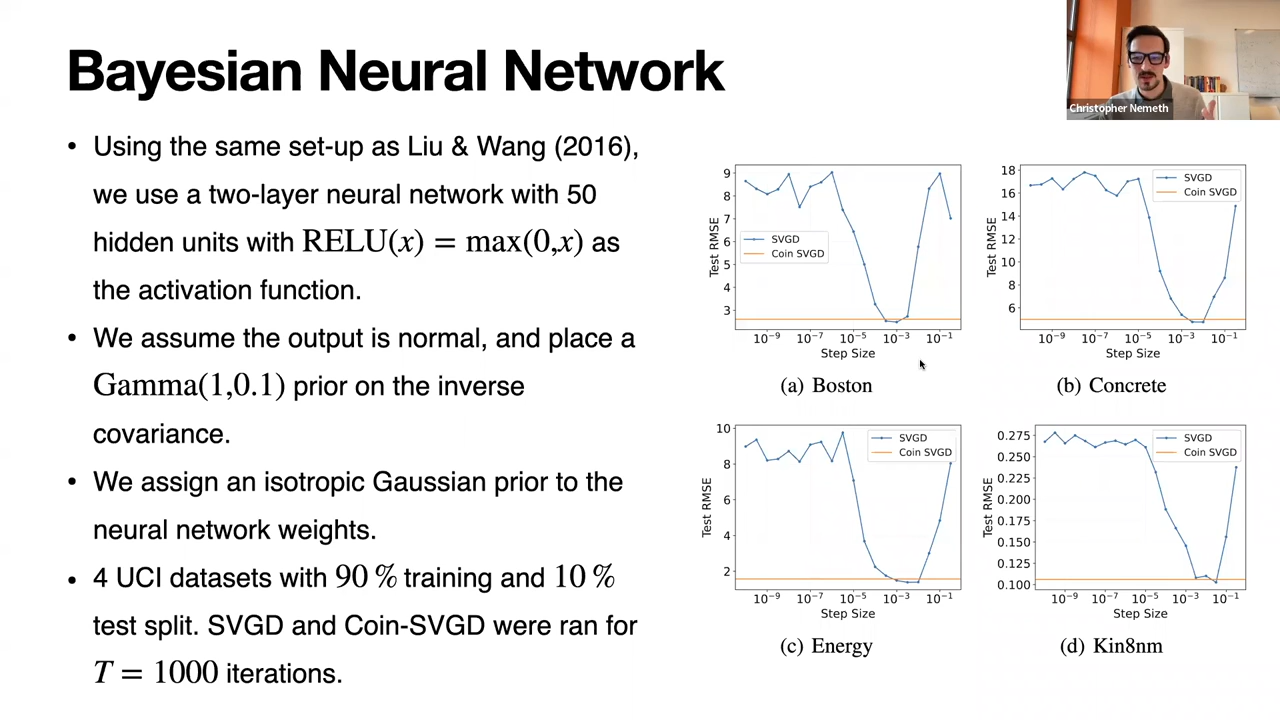 Bayesian Neural Network
Christopher Nemeth
• Using the same set-up as Liu & Wang (2016),
we use a two-layer neural network with 50
hidden units with RELU(x) = max(0,x) as
the activation function.
• We assume the output is normal, and place a
Gamma(1,0.1) prior on the inverse
covariance.
• We assign an isotropic Gaussian prior to the
neural network weights.
• 4 UCI datasets with 90 % training and 10 %
test split. SVGD and Coin-SVGD were ran for
T = 1000 iterations.
9
8
7
6
5
4
3
Test RMSE
SVGD
Coin SVGD
10⁻⁹ 10⁻⁷ 10⁻⁵ 10⁻³ 10⁻¹
Step Size
(a) Boston
18
16
14
12
10
8
6
Test RMSE
SVGD
Coin SVGD
10⁻⁹ 10⁻⁷ 10⁻⁵ 10⁻³ 10⁻¹
Step Size
(b) Concrete
10
8
6
4
2
Test RMSE
SVGD
Coin SVGD
10⁻⁹ 10⁻⁷ 10⁻⁵ 10⁻³ 10⁻¹
Step Size
(c) Energy
0.275
0.250
0.225
0.200
0.175
0.150
0.125
0.100
Test RMSE
SVGD
Coin SVGD
10⁻⁹ 10⁻⁷ 10⁻⁵ 10⁻³ 10⁻¹
Step Size
(d) Kin8nm